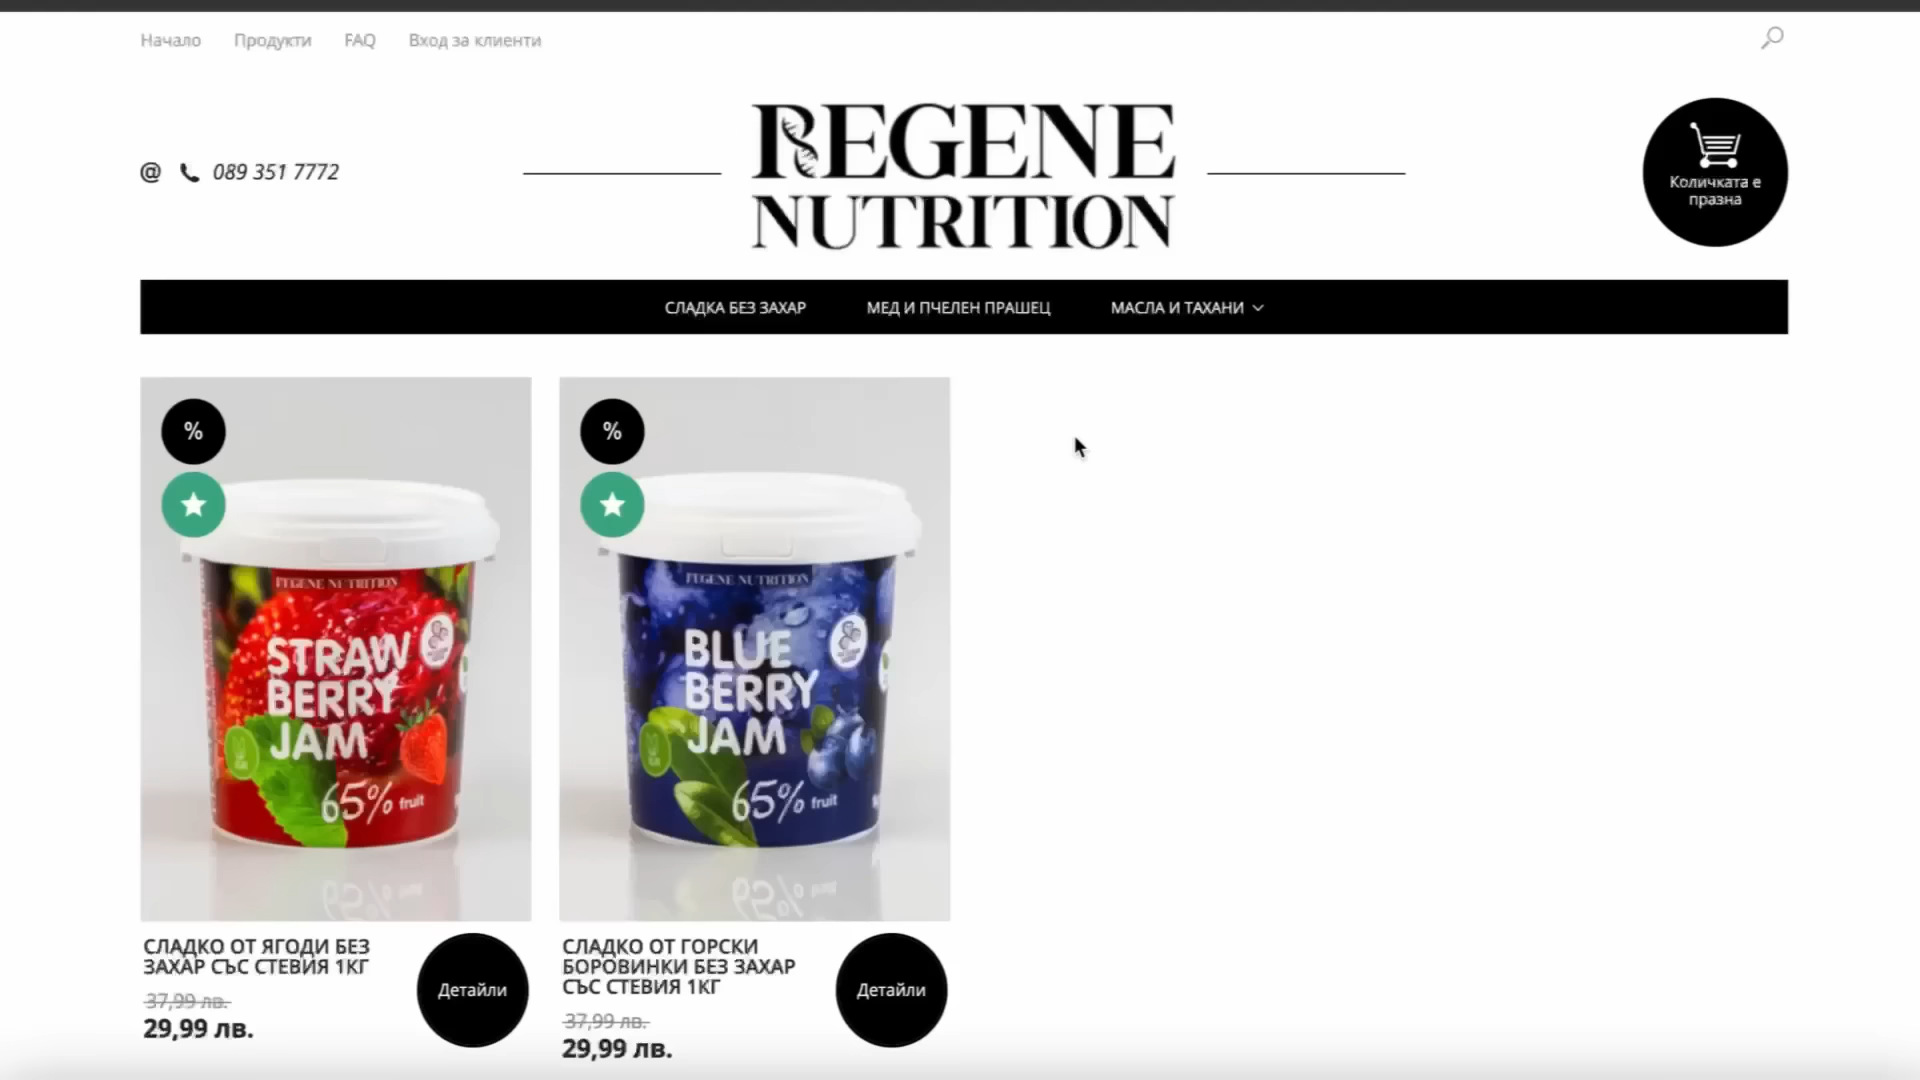 Начало Продукти FAQ Вход за клиенти
@ 089 351 7772
REGENE
NUTRITION
Количката е
празна
СЛАДКА БЕЗ ЗАХАР МЕД И ПЧЕЛЕН ПРАШЕЦ МАСЛА И ТАХАНИ
%
REGENE NUTRITION
STRAW
BERRY
JAM
65% fruit
%
REGENE NUTRITION
BLUE
BERRY
JAM
65% fruit
СЛАДКО ОТ ЯГОДИ БЕЗ
ЗАХАР СЪС СТЕВИЯ 1КГ
37,99 лв.
29,99 лв.
Детайли
СЛАДКО ОТ ГОРСКИ
БОРОВИНКИ БЕЗ ЗАХАР
СЪС СТЕВИЯ 1КГ
37,99 лв.
29,99 лв.
Детайли